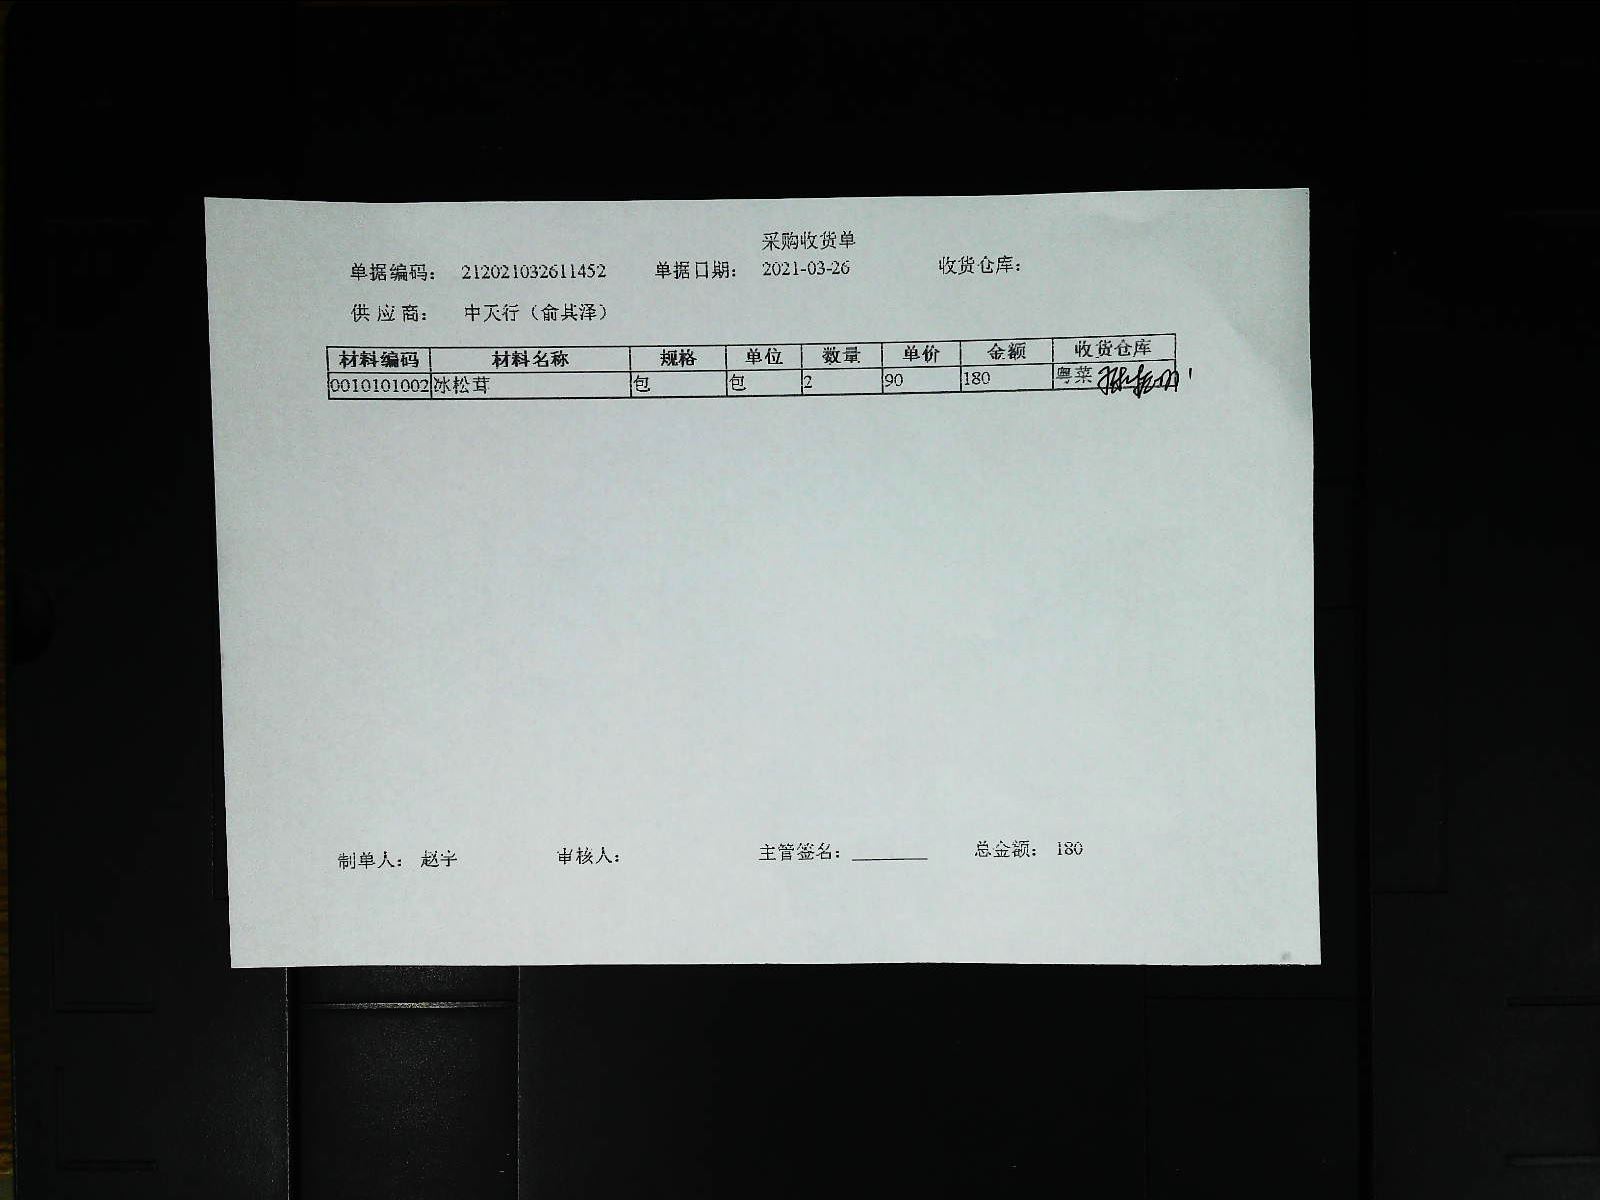 采购收货单
单据编码： 212021032611452 单据日期： 2021-03-26 收货仓库：
供应商： 中天行（俞其泽）
材料编码 材料名称 规格 单位 数量 单价 金额 收货仓库
0010101002 冰松茸 包 包 2 90 180 粤菜
制单人： 赵宇 审核人： 主管签名： 总金额： 180